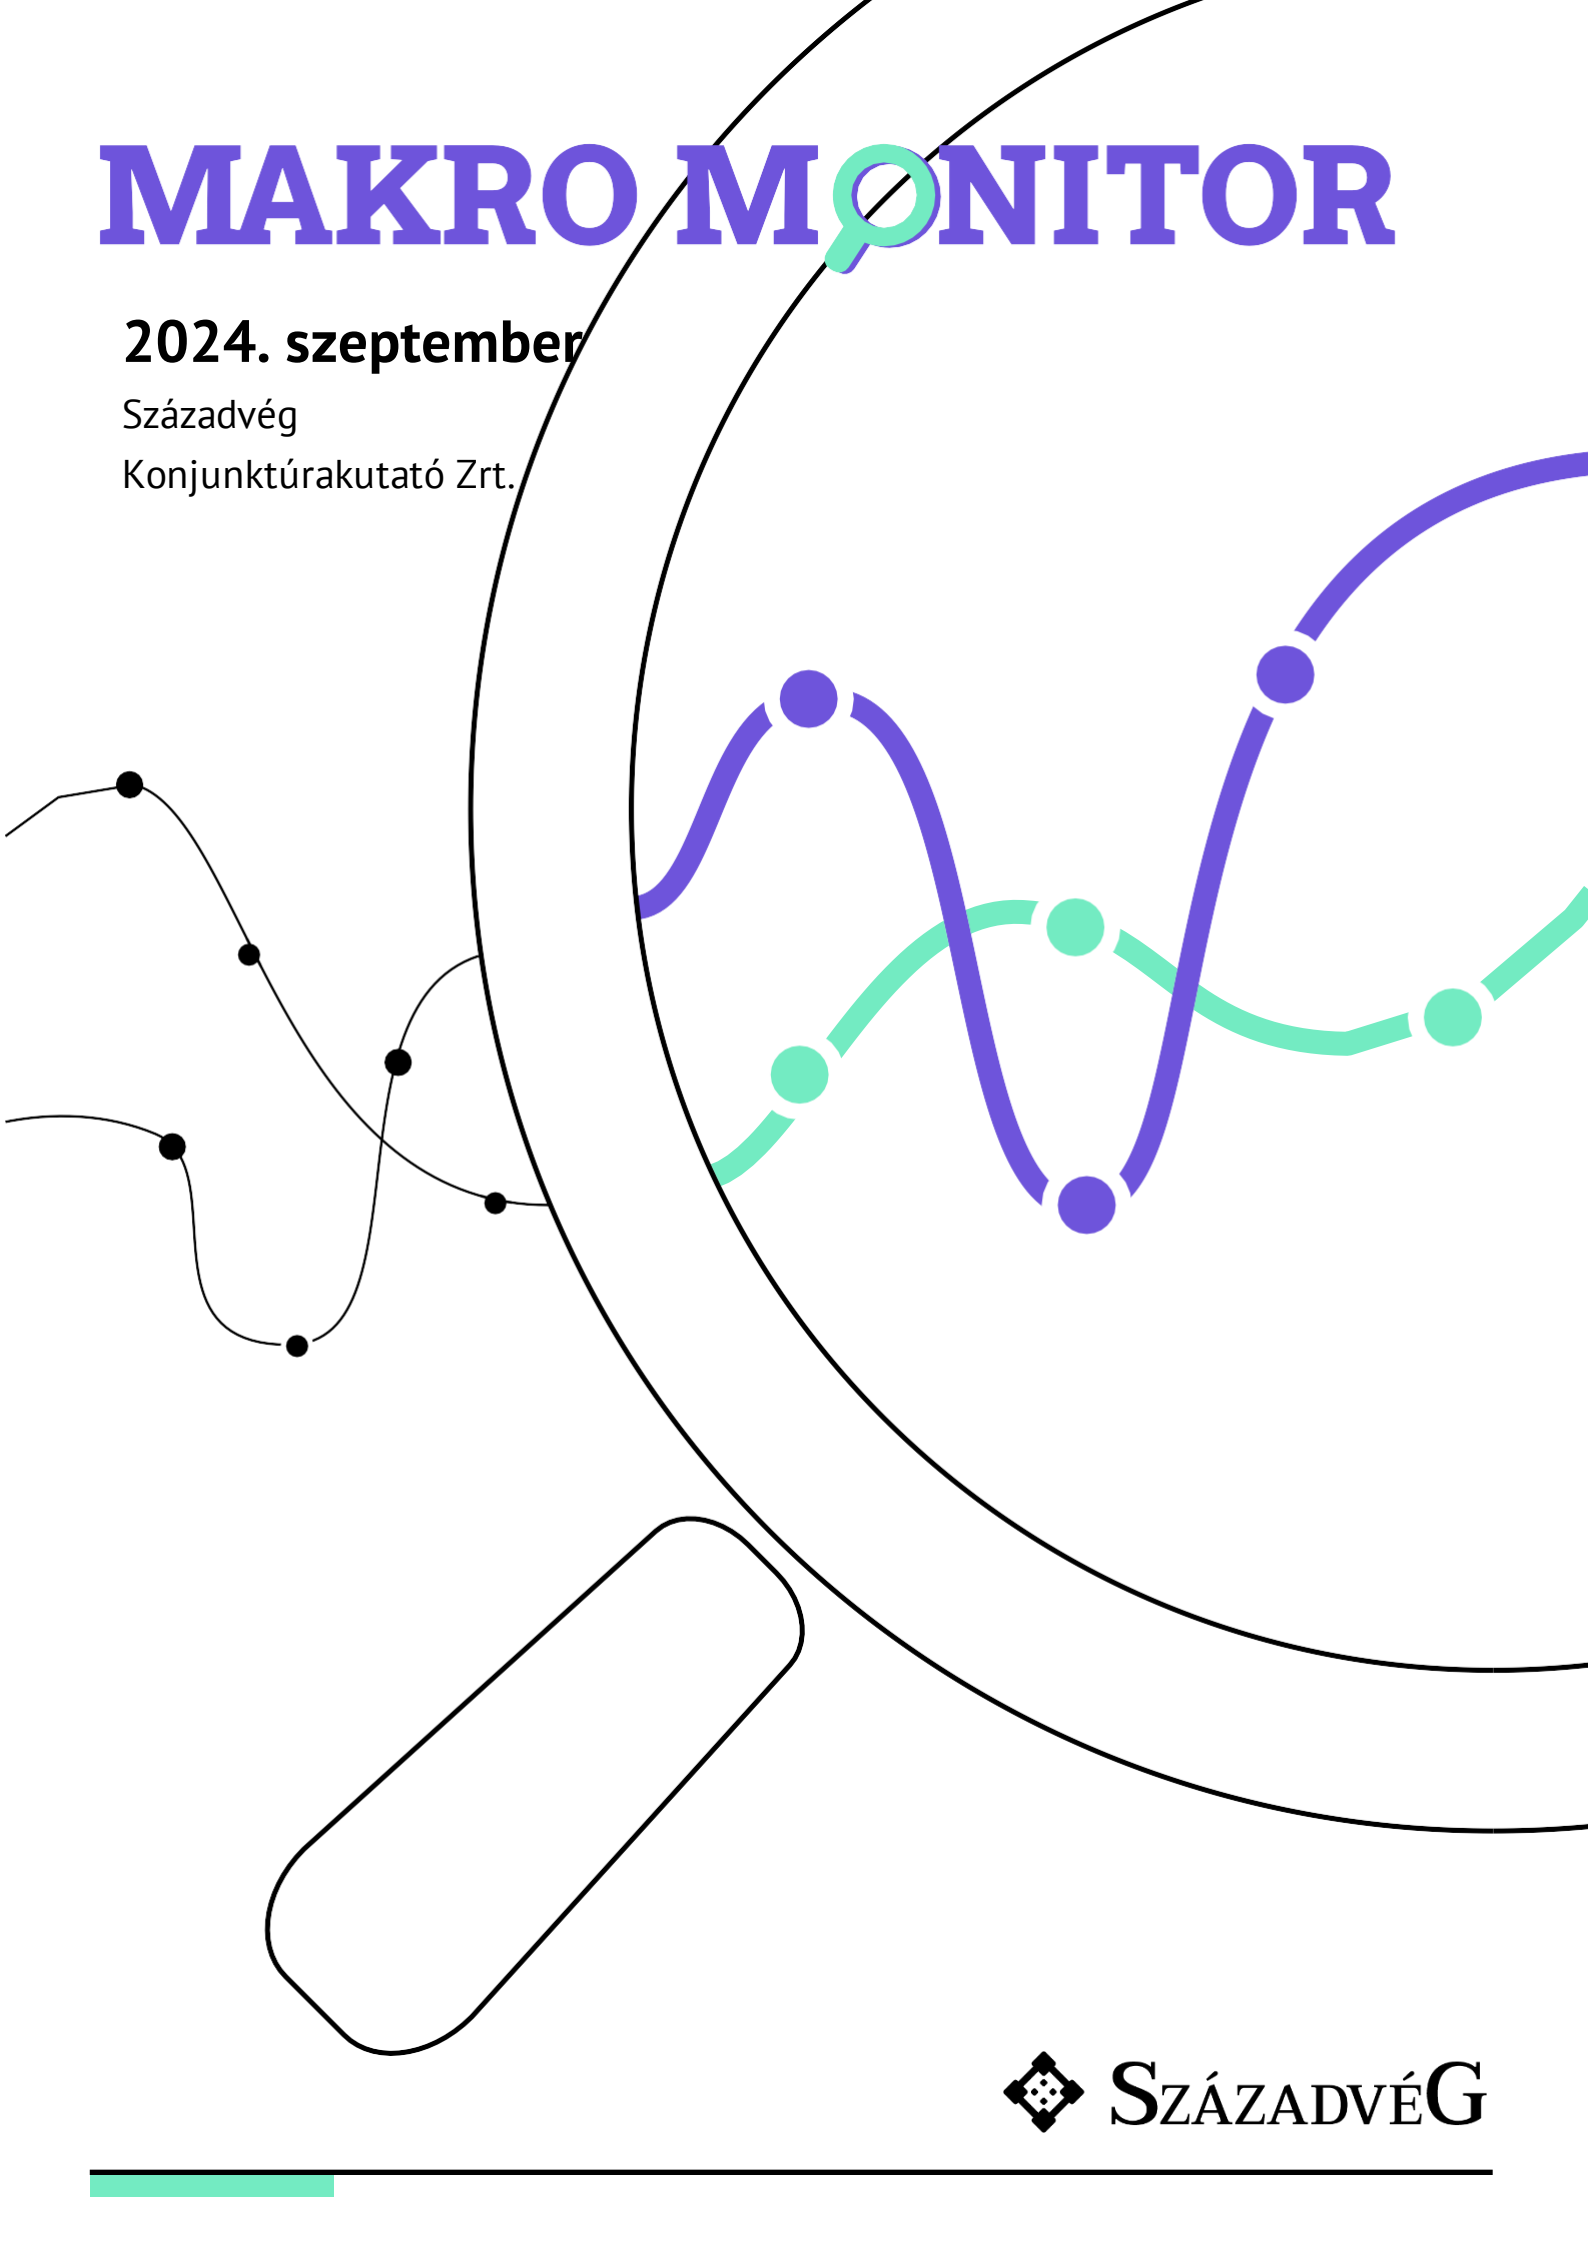 MAKRO MONITOR
2024. szeptember
Századvég
Konjunktúrakutató Zrt.
SZÁZADVÉG